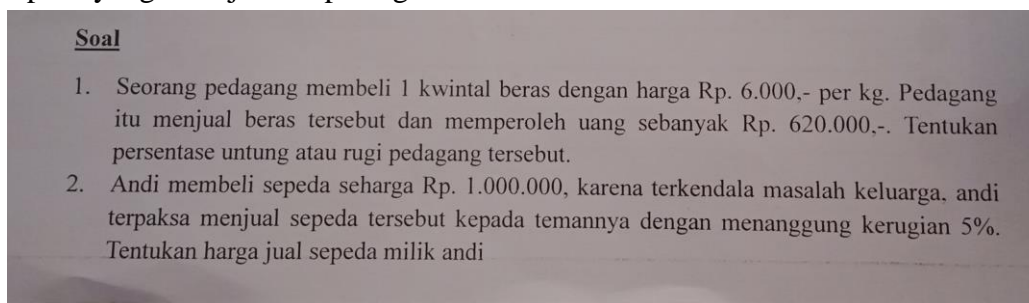 Soal
1. Seorang pedagang membeli 1 kwintal beras dengan harga Rp. 6.000,- per kg. Pedagang
itu menjual beras tersebut dan memperoleh uang sebanyak Rp. 620.000,-. Tentukan
persentase untung atau rugi pedagang tersebut.
2. Andi membeli sepeda seharga Rp. 1.000.000, karena terkendala masalah keluarga, andi
terpaksa menjual sepeda tersebut kepada temannya dengan menanggung kerugian 5%.
Tentukan harga jual sepeda milik andi